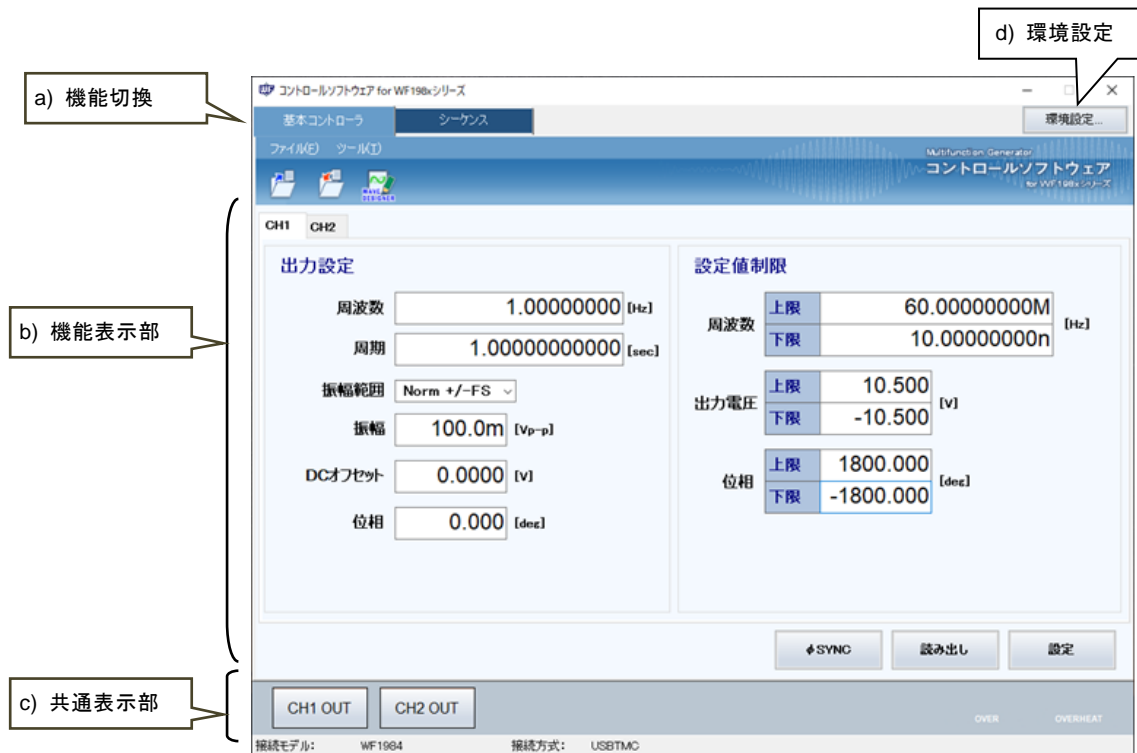 d) 環境設定
a) 機能切換
コントロールソフトウェア for WF198xシリーズ
基本コントローラ シーケンス 環境設定...
ファイル(F) ツール(T)
Multifunction Generator
コントロールソフトウェア
for WF198xシリーズ
WAVE DESIGNER
CH1 CH2
出力設定
周波数 1.00000000 [Hz]
周期 1.00000000000 [sec]
振幅範囲 Norm +/-FS
振幅 100.0m [Vp-p]
DCオフセット 0.0000 [V]
位相 0.000 [deg]
設定値制限
周波数 上限 60.00000000M [Hz]
下限 10.00000000n
出力電圧 上限 10.500 [V]
下限 -10.500
位相 上限 1800.000 [deg]
下限 -1800.000
b) 機能表示部
φSYNC 読み出し 設定
c) 共通表示部
CH1 OUT CH2 OUT OVER OVERHEAT
接続モデル: WF1984 接続方式: USBTMC